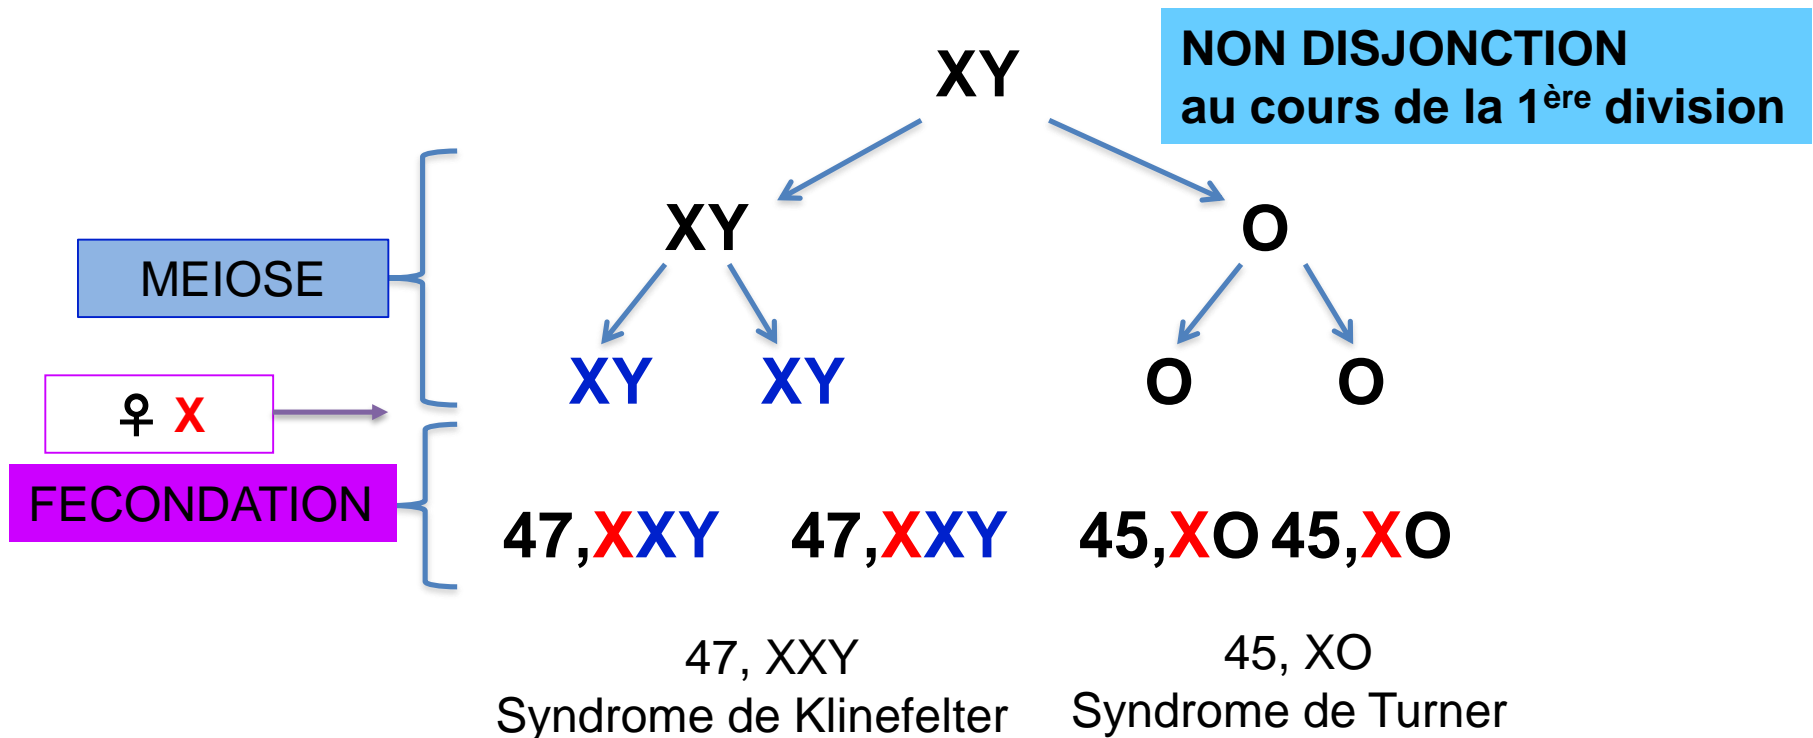 NON DISJONCTION
au cours de la 1ère division
XY
XY O
MEIOSE
XY XY O O
♀ X
FECONDATION
47,XXY 47,XXY 45,XO 45,XO
47, XXY
Syndrome de Klinefelter
45, XO
Syndrome de Turner